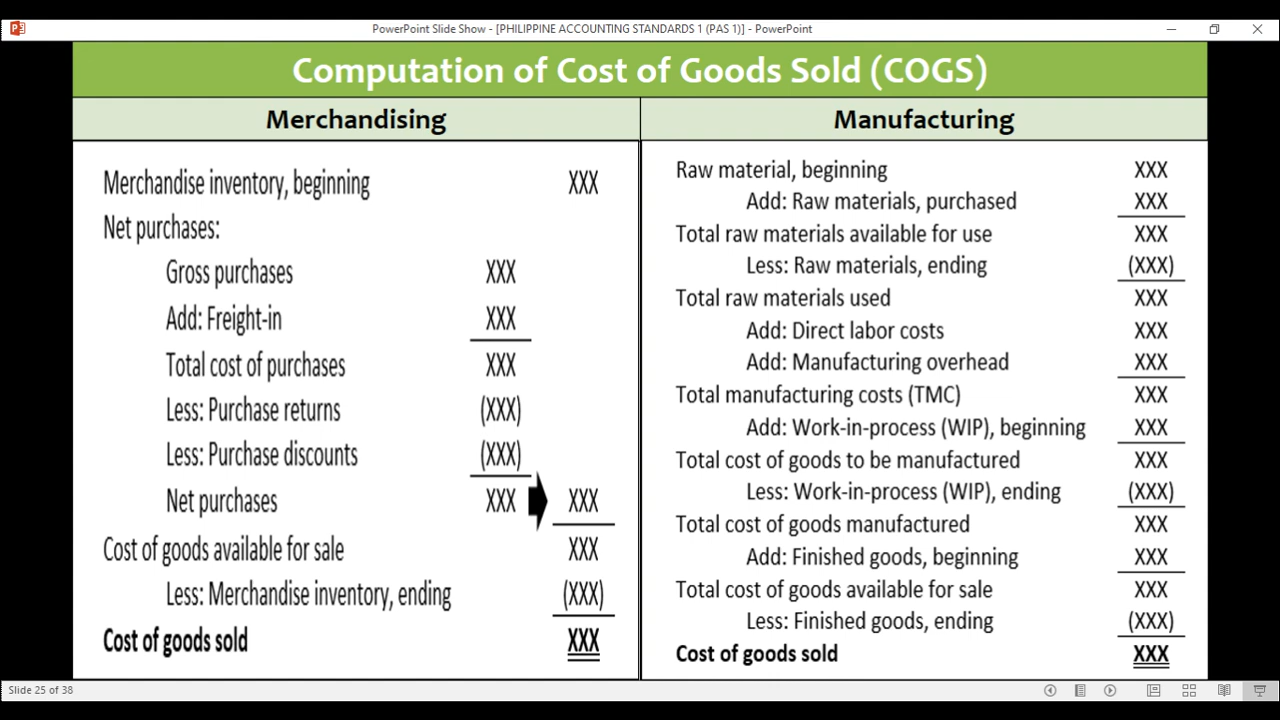 PowerPoint Slide Show - [PHILIPPINE ACCOUNTING STANDARDS 1 (PAS 1)] - PowerPoint
Computation of Cost of Goods Sold (COGS)
Merchandising
Merchandise inventory, beginning XXX
Net purchases:
Gross purchases XXX
Add: Freight-in XXX
Total cost of purchases XXX
Less: Purchase returns (XXX)
Less: Purchase discounts (XXX)
Net purchases XXX XXX
Cost of goods available for sale XXX
Less: Merchandise inventory, ending (XXX)
Cost of goods sold XXX
Manufacturing
Raw material, beginning XXX
Add: Raw materials, purchased XXX
Total raw materials available for use XXX
Less: Raw materials, ending (XXX)
Total raw materials used XXX
Add: Direct labor costs XXX
Add: Manufacturing overhead XXX
Total manufacturing costs (TMC) XXX
Add: Work-in-process (WIP), beginning XXX
Total cost of goods to be manufactured XXX
Less: Work-in-process (WIP), ending (XXX)
Total cost of goods manufactured XXX
Add: Finished goods, beginning XXX
Total cost of goods available for sale XXX
Less: Finished goods, ending (XXX)
Cost of goods sold XXX
Slide 25 of 38